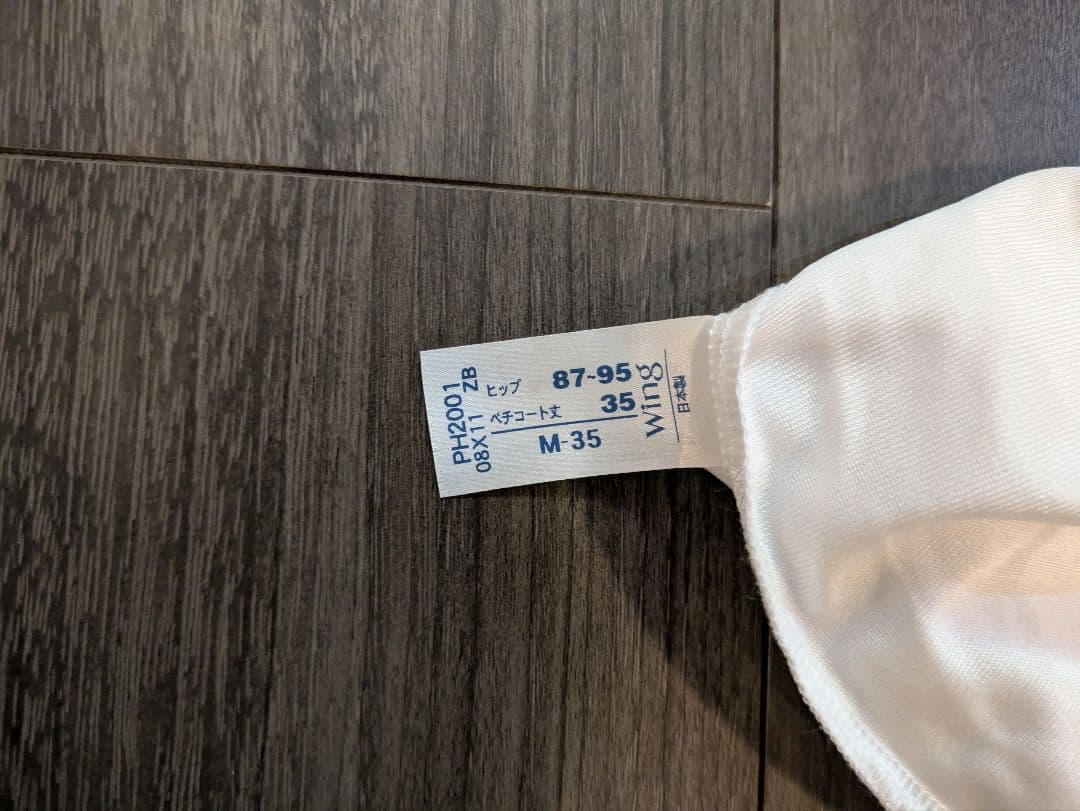 ヒップ 87~95
ペチコート丈 35
M-35
Wing
日本製
PH2001
08X11 ZB